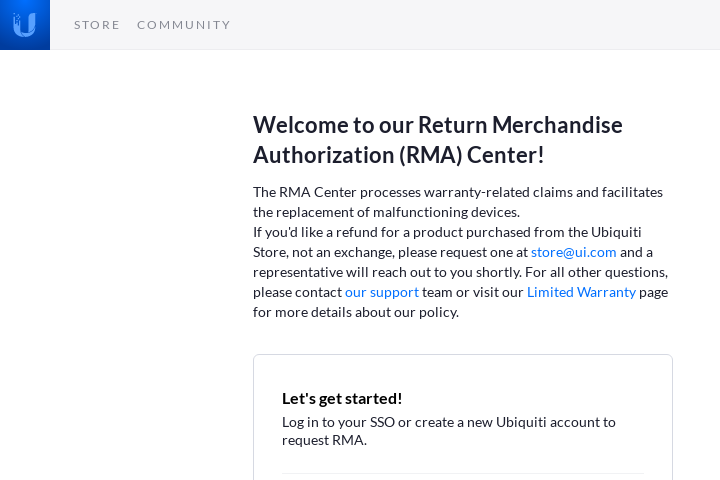 STORE COMMUNITY
Welcome to our Return Merchandise
Authorization (RMA) Center!
The RMA Center processes warranty-related claims and facilitates
the replacement of malfunctioning devices.
If you'd like a refund for a product purchased from the Ubiquiti
Store, not an exchange, please request one at store@ui.com and a
representative will reach out to you shortly. For all other questions,
please contact our support team or visit our Limited Warranty page
for more details about our policy.
Let's get started!
Log in to your SSO or create a new Ubiquiti account to
request RMA.